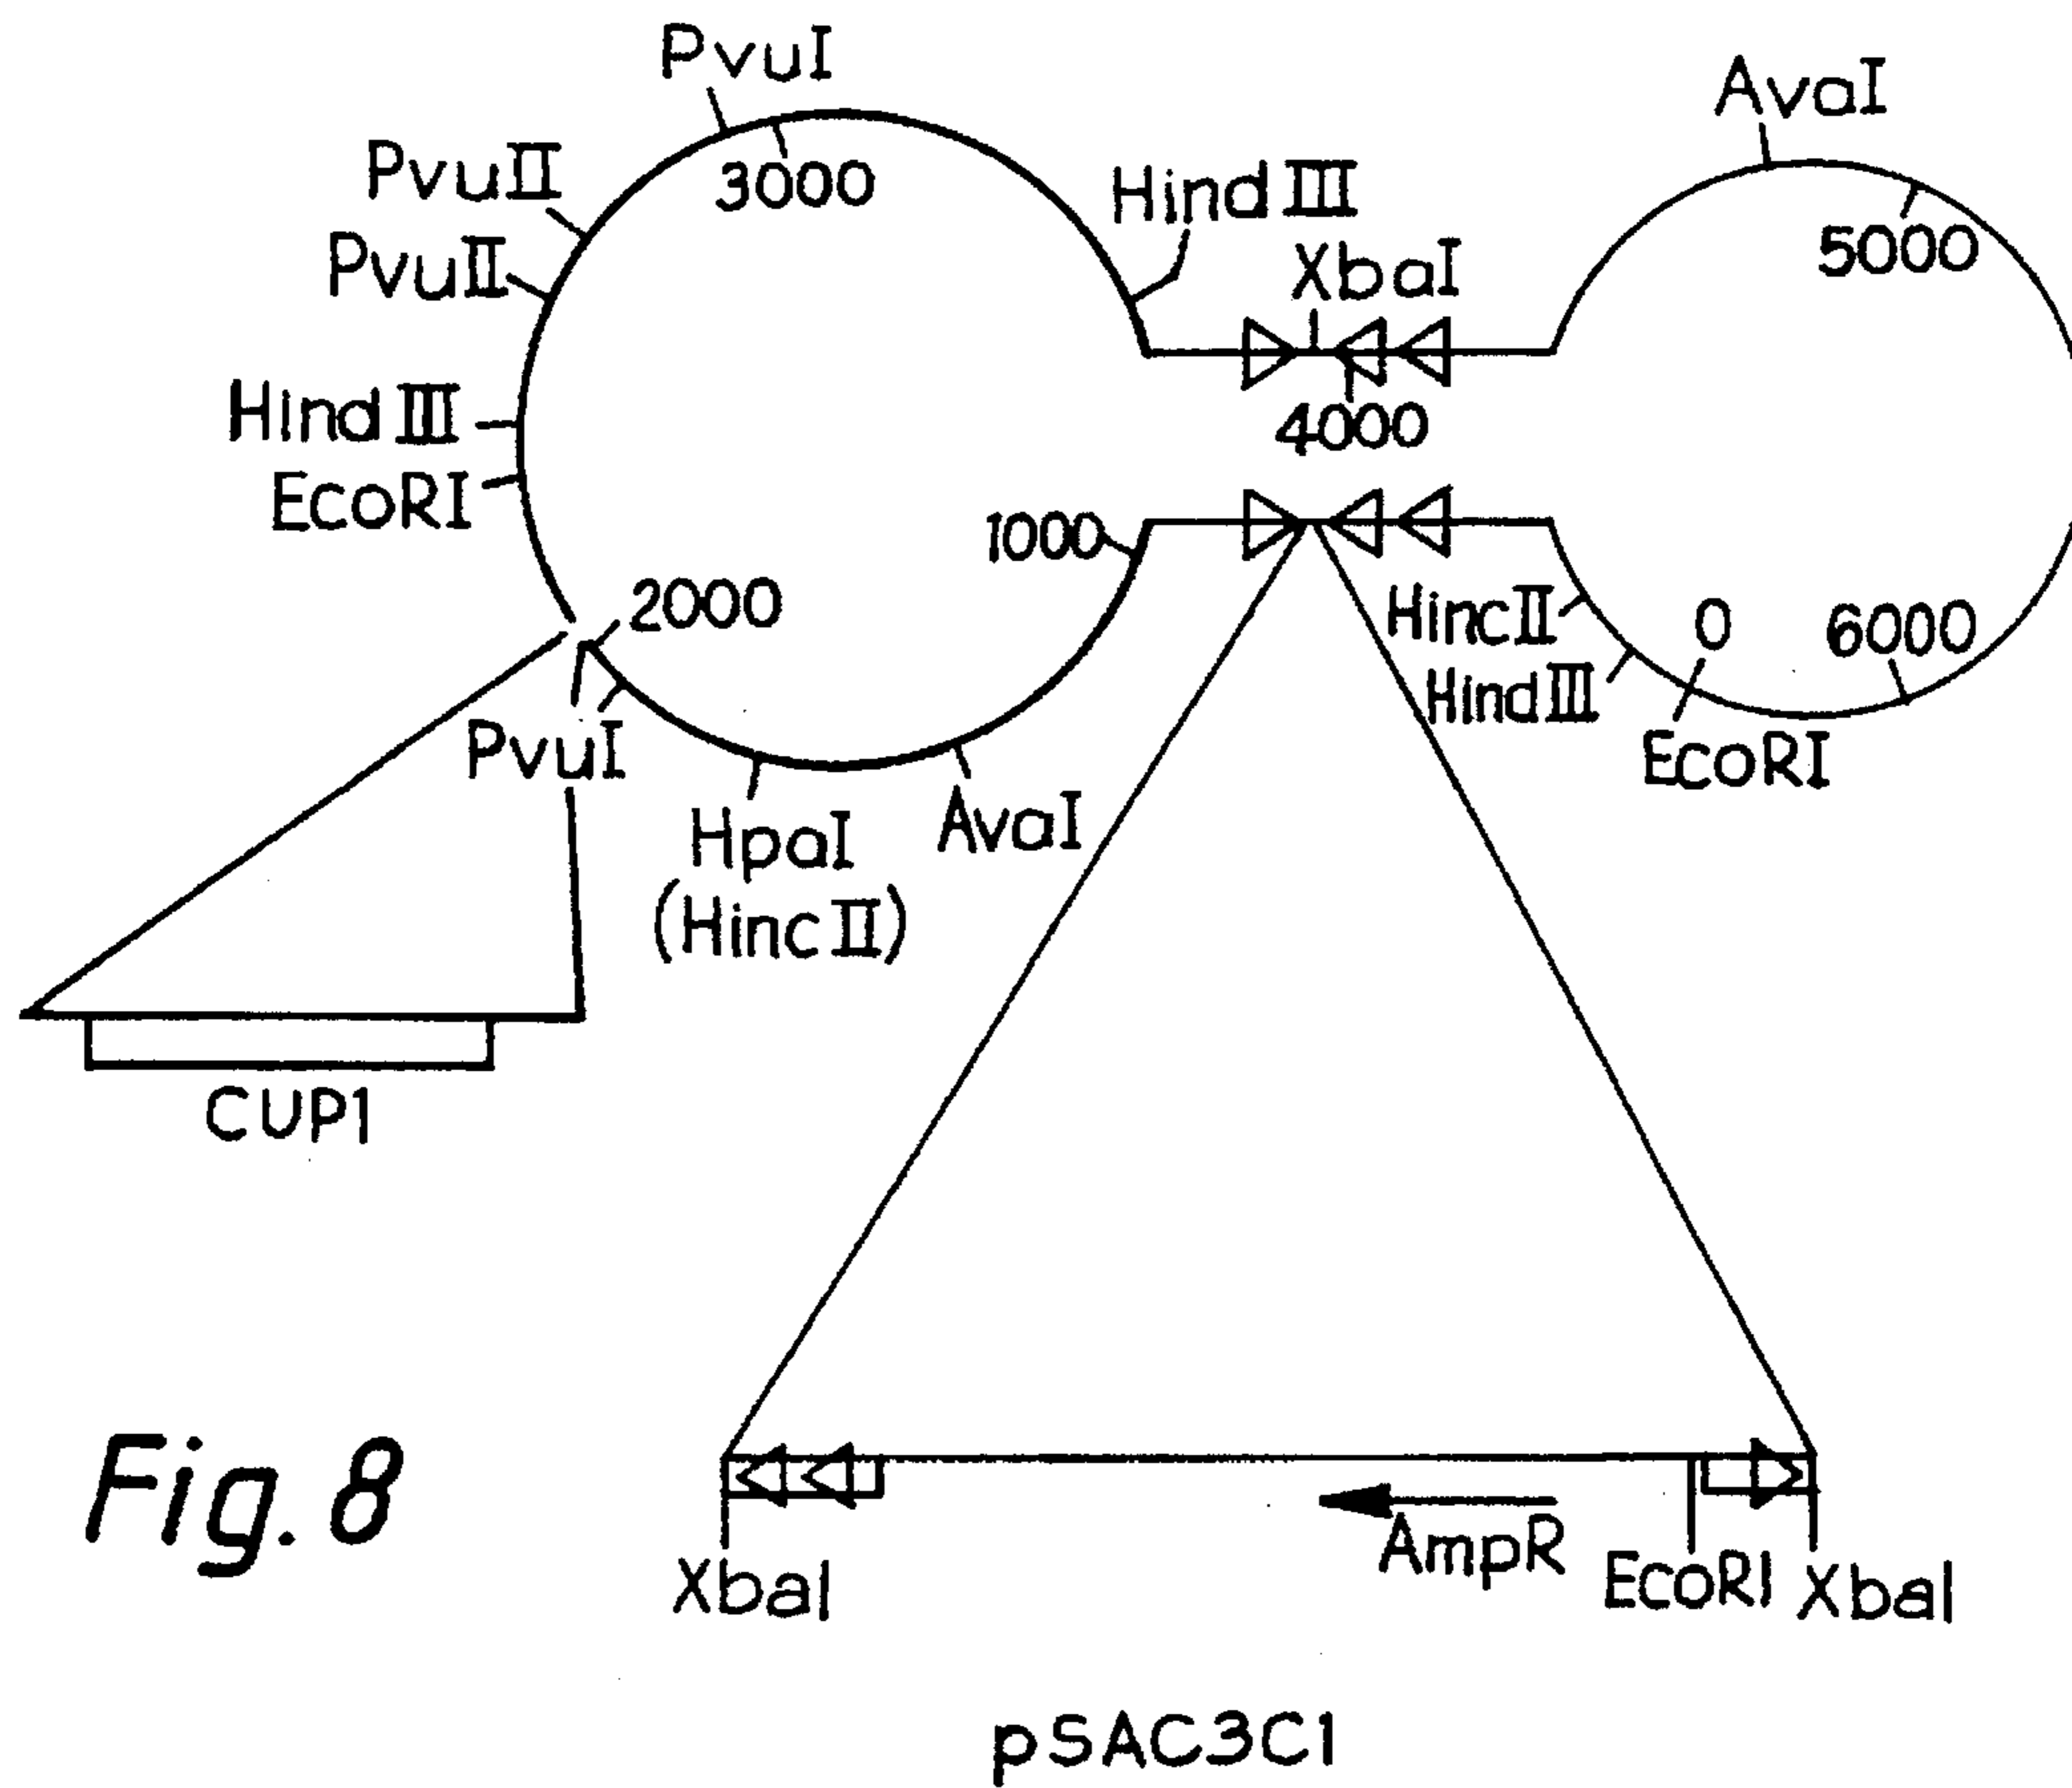 PvuI
AvaI
PvuII
3000
HindIII
PvuII
XbaI
5000
HindIII
4000
EcoRI
1000
2000
HincII
0
6000
HindIII
PvuI
EcoRI
HpaI
AvaI
(HincII)
CUP1
Fig. 8
AmpR
XbaI
EcoRI
XbaI
pSAC3C1